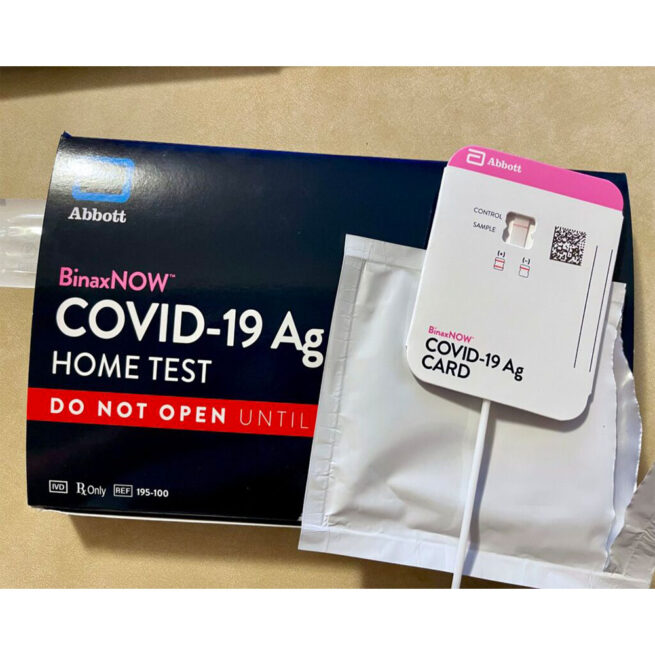 Abbott
BinaxNOW™
COVID-19 Ag
HOME TEST
DO NOT OPEN UNTIL
IVD Rx Only REF 195-100
Abbott
CONTROL
SAMPLE
(+) (-)
BinaxNOW™
COVID-19 Ag
CARD